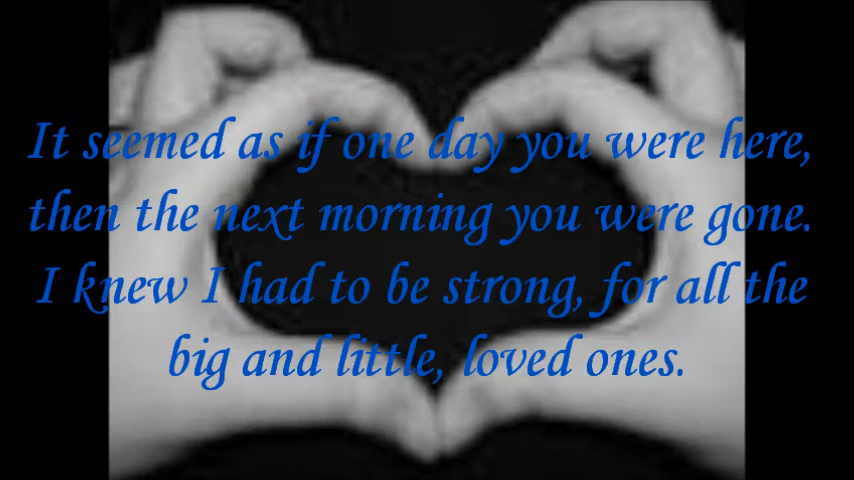 It seemed as if one day you were here,
then the next morning you were gone.
I knew I had to be strong, for all the
big and little, loved ones.